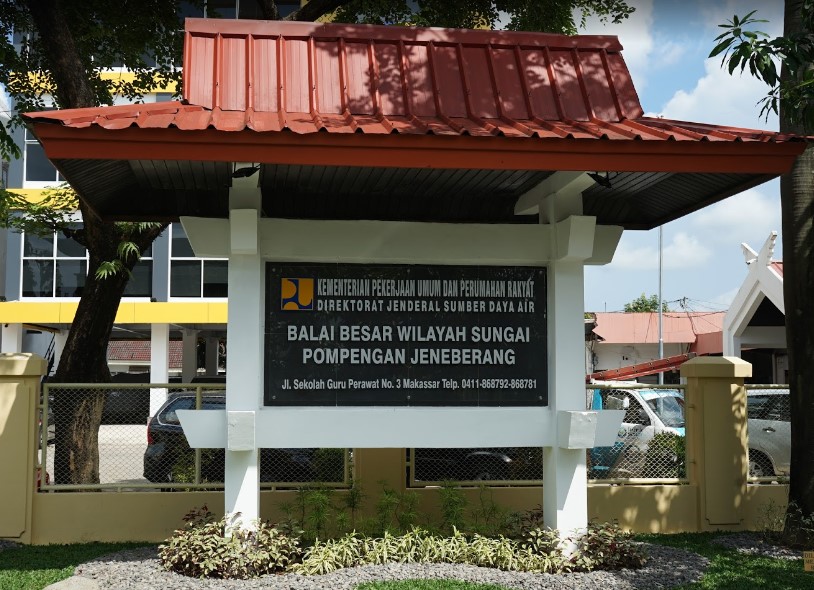 KEMENTERIAN PEKERJAAN UMUM DAN PERUMAHAN RAKYAT
DIREKTORAT JENDERAL SUMBER DAYA AIR
BALAI BESAR WILAYAH SUNGAI
POMPENGAN JENEBERANG
Jl. Sekolah Guru Perawat No. 3 Makassar Telp. 0411-868792-868781